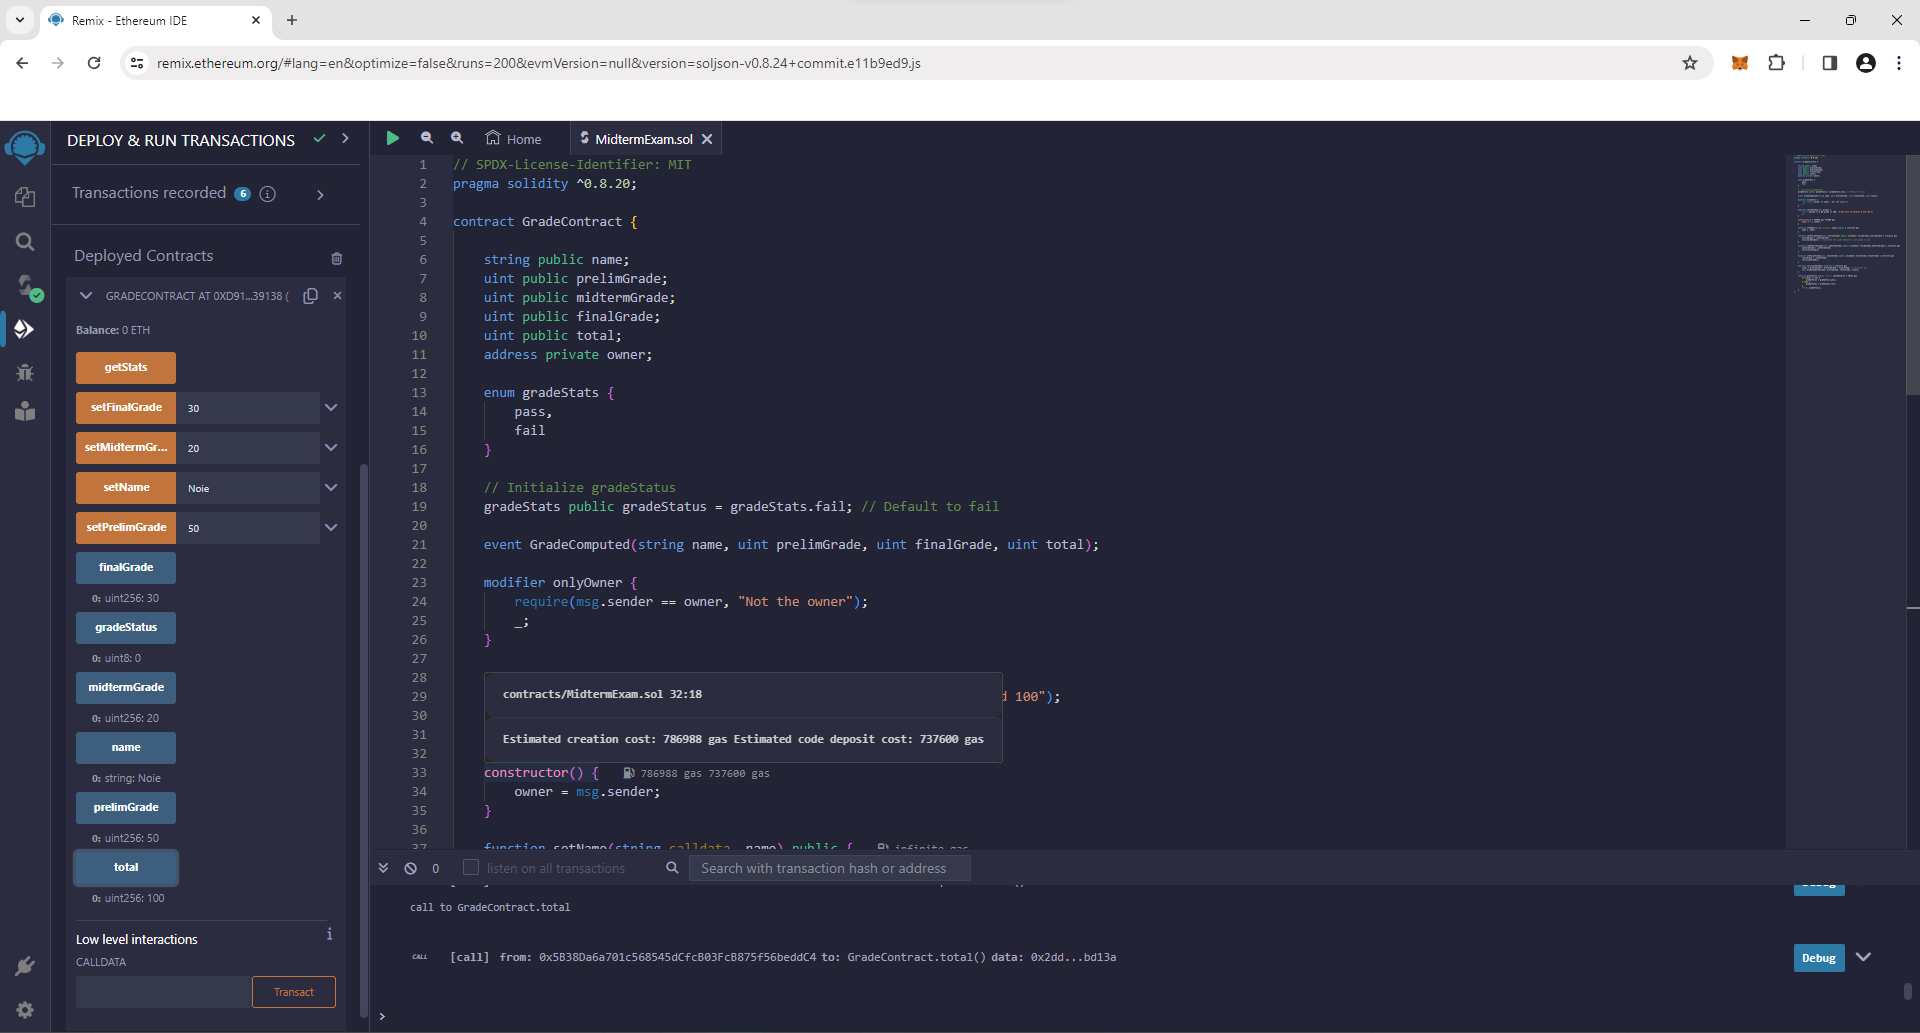 Remix - Ethereum IDE
remix.ethereum.org/#lang=en&optimize=false&runs=200&evmVersion=null&version=soljson-v0.8.24+commit.e11b9ed9.js
DEPLOY & RUN TRANSACTIONS
Transactions recorded 6
Deployed Contracts
GRADECONTRACT AT 0XD91...39138 (
Balance: 0 ETH
getStats
setFinalGrade 30
setMidtermGr... 20
setName Noie
setPrelimGrade 50
finalGrade
0: uint256: 30
gradeStatus
0: uint8: 0
midtermGrade
0: uint256: 20
name
0: string: Noie
prelimGrade
0: uint256: 50
total
0: uint256: 100
Low level interactions
CALLDATA
Transact
Home MidtermExam.sol
1 // SPDX-License-Identifier: MIT
2 pragma solidity ^0.8.20;
3
4 contract GradeContract {
5
6 string public name;
7 uint public prelimGrade;
8 uint public midtermGrade;
9 uint public finalGrade;
10 uint public total;
11 address private owner;
12
13 enum gradeStats {
14 pass,
15 fail
16 }
17
18 // Initialize gradeStatus
19 gradeStats public gradeStatus = gradeStats.fail; // Default to fail
20
21 event GradeComputed(string name, uint prelimGrade, uint finalGrade, uint total);
22
23 modifier onlyOwner {
24 require(msg.sender == owner, "Not the owner");
25 _;
26 }
27
28
29 d 100");
30
31
32
contracts/MidtermExam.sol 32:18
Estimated creation cost: 786988 gas Estimated code deposit cost: 737600 gas
33 constructor() { 786988 gas 737600 gas
34 owner = msg.sender;
35 }
36
37 function setName(string calldata _name) public { infinite gas
0 listen on all transactions Search with transaction hash or address
Debug
call to GradeContract.total
CALL [call] from: 0x5B38Da6a701c568545dCfcB03FcB875f56beddC4 to: GradeContract.total() data: 0x2dd...bd13a Debug
>